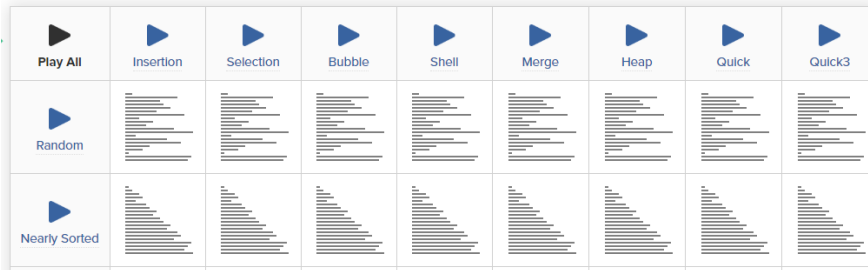 Play All
Insertion
Selection
Bubble
Shell
Merge
Heap
Quick
Quick3
Random
Nearly Sorted